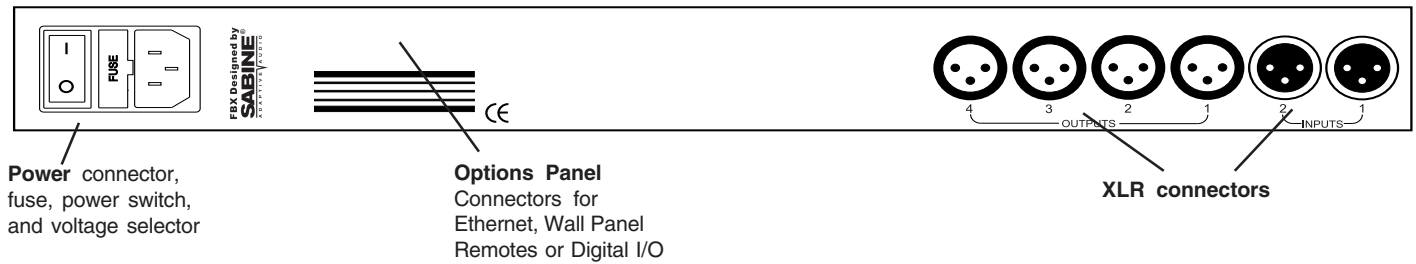 I
O
FUSE
FBX Designed by
SABINE®
ADAPTIVE AUDIO
CE
4
3
2
1
OUTPUTS
2
1
INPUTS
Power connector,
fuse, power switch,
and voltage selector
Options Panel
Connectors for
Ethernet, Wall Panel
Remotes or Digital I/O
XLR connectors